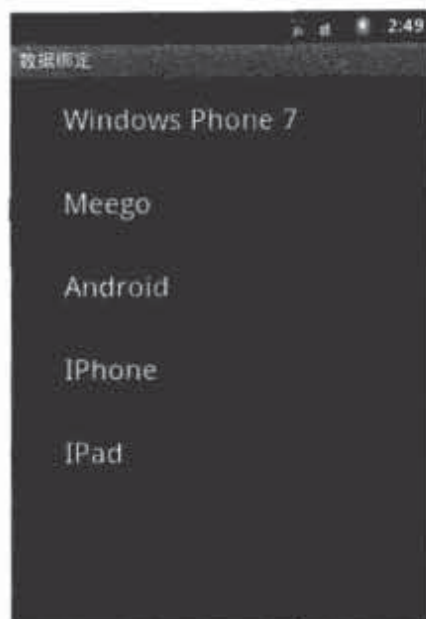 2:49
数据绑定
Windows Phone 7
Meego
Android
IPhone
IPad